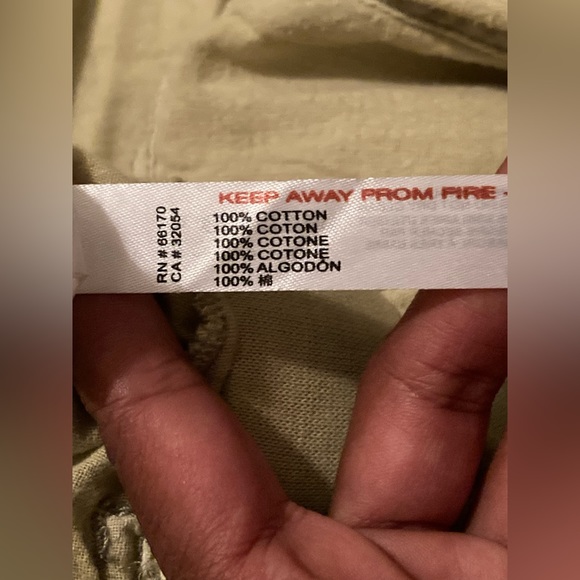 KEEP AWAY FROM FIRE -
RN # 66170
CA # 32054
100% COTTON
100% COTON
100% COTONE
100% COTONE
100% ALGODÓN
100% 棉